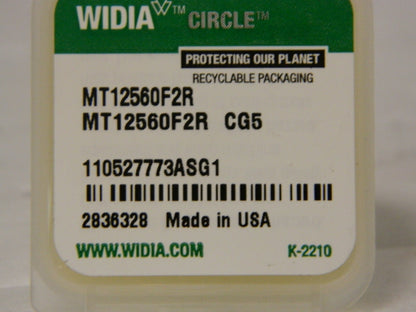 WIDIA™ CIRCLE™
PROTECTING OUR PLANET
RECYCLABLE PACKAGING
MT12560F2R
MT12560F2R CG5
110527773ASG1
2836328 Made in USA
WWW.WIDIA.COM K-2210